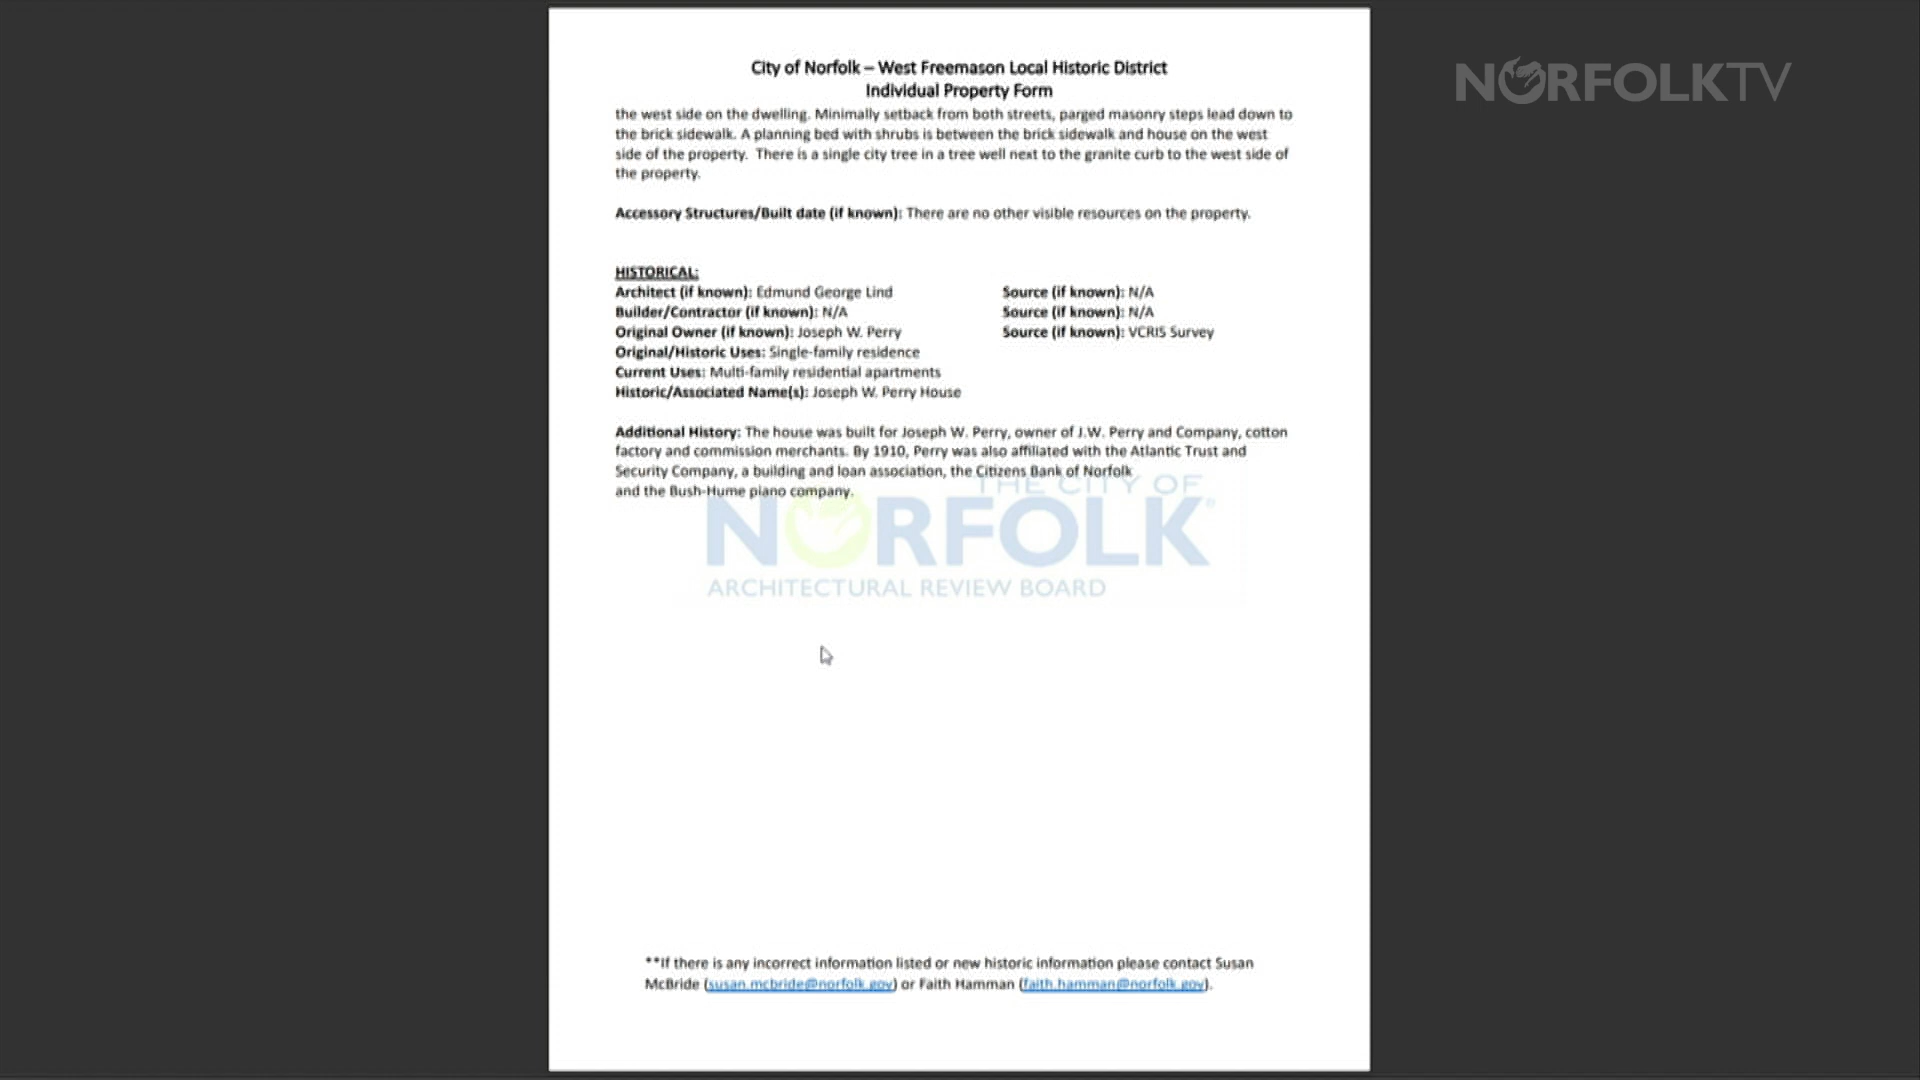 NORFOLKTV
City of Norfolk – West Freemason Local Historic District
Individual Property Form
the west side on the dwelling. Minimally setback from both streets, parged masonry steps lead down to
the brick sidewalk. A planning bed with shrubs is between the brick sidewalk and house on the west
side of the property.  There is a single city tree in a tree well next to the granite curb to the west side of
the property.
Accessory Structures/Built date (if known): There are no other visible resources on the property.
HISTORICAL:
Architect (if known): Edmund George Lind Source (if known): N/A
Builder/Contractor (if known): N/A Source (if known): N/A
Original Owner (if known): Joseph W. Perry Source (if known): VCRIS Survey
Original/Historic Uses: Single-family residence
Current Uses: Multi-family residential apartments
Historic/Associated Name(s): Joseph W. Perry House
Additional History: The house was built for Joseph W. Perry, owner of J.W. Perry and Company, cotton
factory and commission merchants. By 1910, Perry was also affiliated with the Atlantic Trust and
Security Company, a building and loan association, the Citizens Bank of Norfolk
and the Bush-Hume piano company.
THE CITY OF
NORFOLK®
ARCHITECTURAL REVIEW BOARD
**If there is any incorrect information listed or new historic information please contact Susan
McBride (susan.mcbride@norfolk.gov) or Faith Hamman (faith.hamman@norfolk.gov).